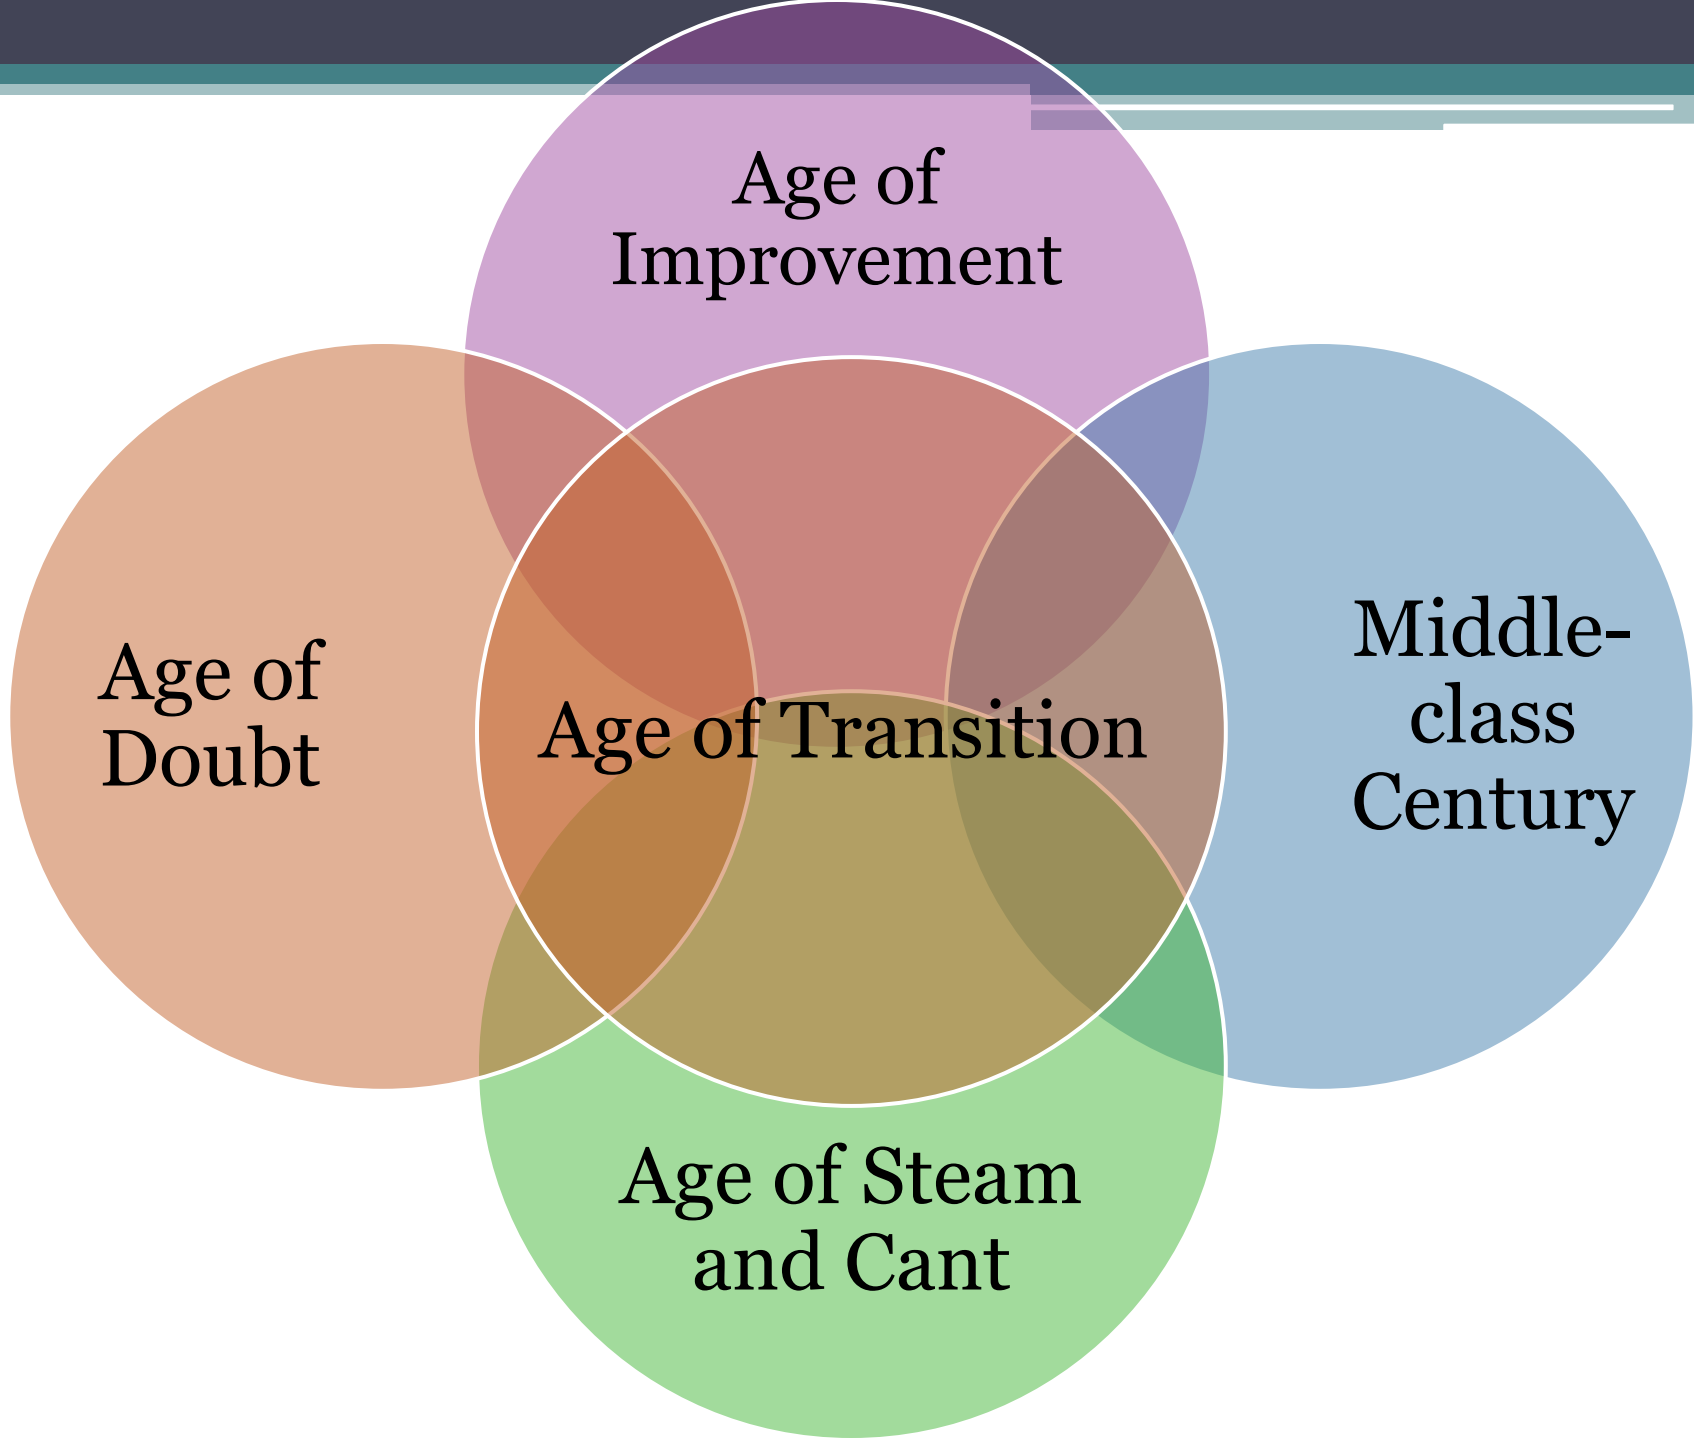 Age of
Improvement
Age of
Doubt
Age of Transition
Middle-
class
Century
Age of Steam
and Cant